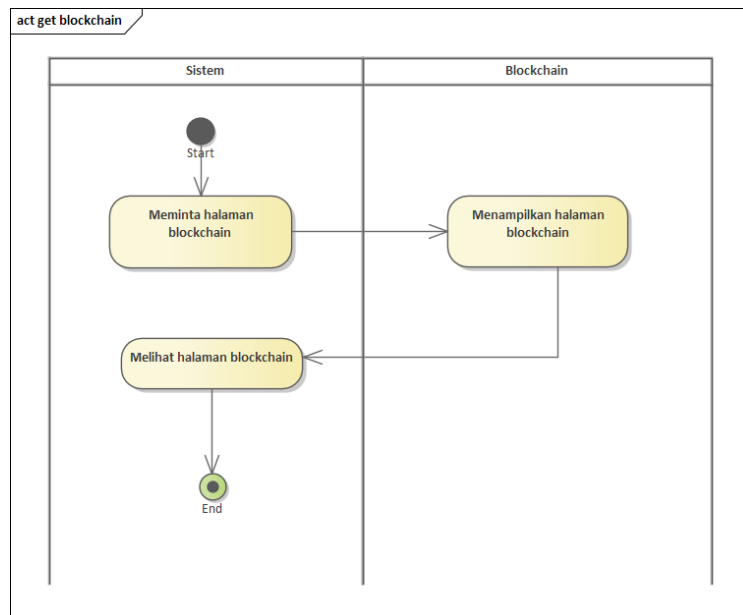 act get blockchain
Sistem
Blockchain
Start
Meminta halaman
blockchain
Menampilkan halaman
blockchain
Melihat halaman blockchain
End